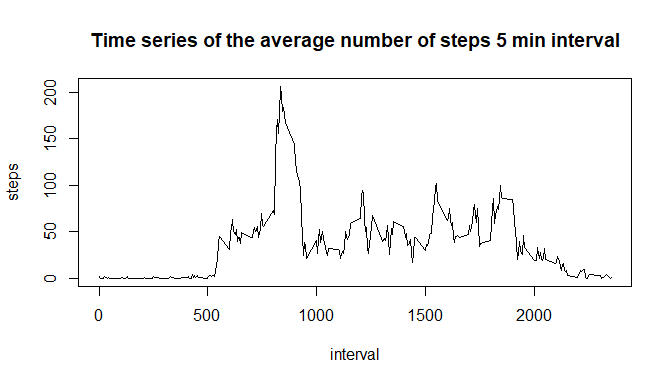 Time series of the average number of steps 5 min interval
200
150
100
50
0
steps
0 500 1000 1500 2000
interval